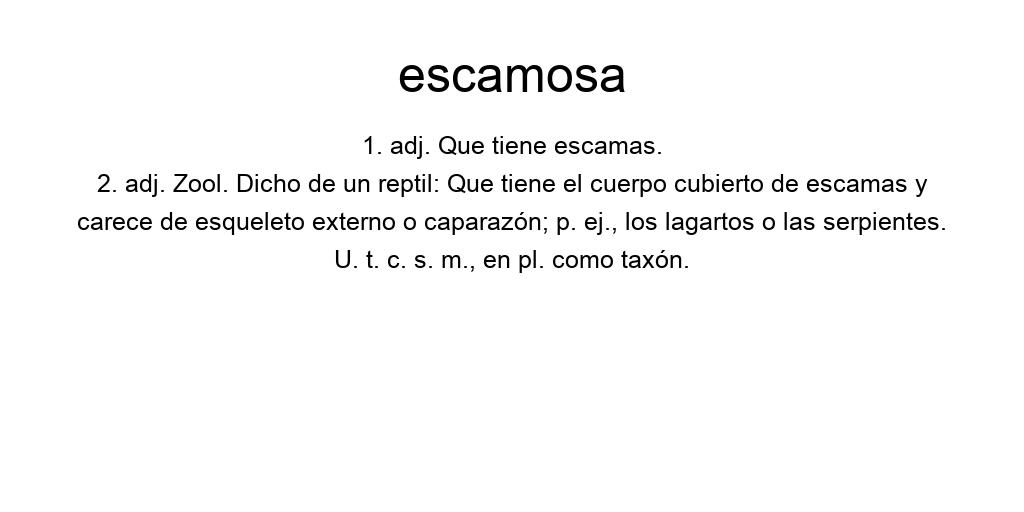 escamosa
1. adj. Que tiene escamas.
2. adj. Zool. Dicho de un reptil: Que tiene el cuerpo cubierto de escamas y
carece de esqueleto externo o caparazón; p. ej., los lagartos o las serpientes.
U. t. c. s. m., en pl. como taxón.